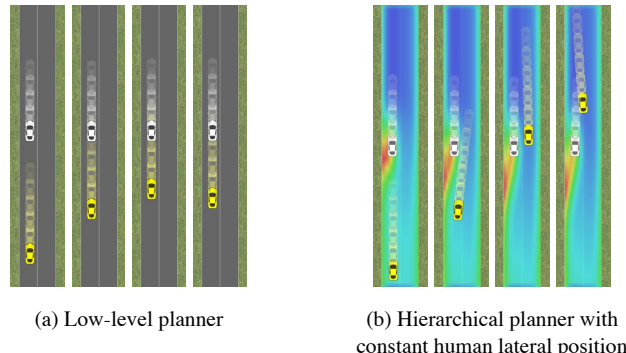 (a) Low-level planner
(b) Hierarchical planner with
constant human lateral position